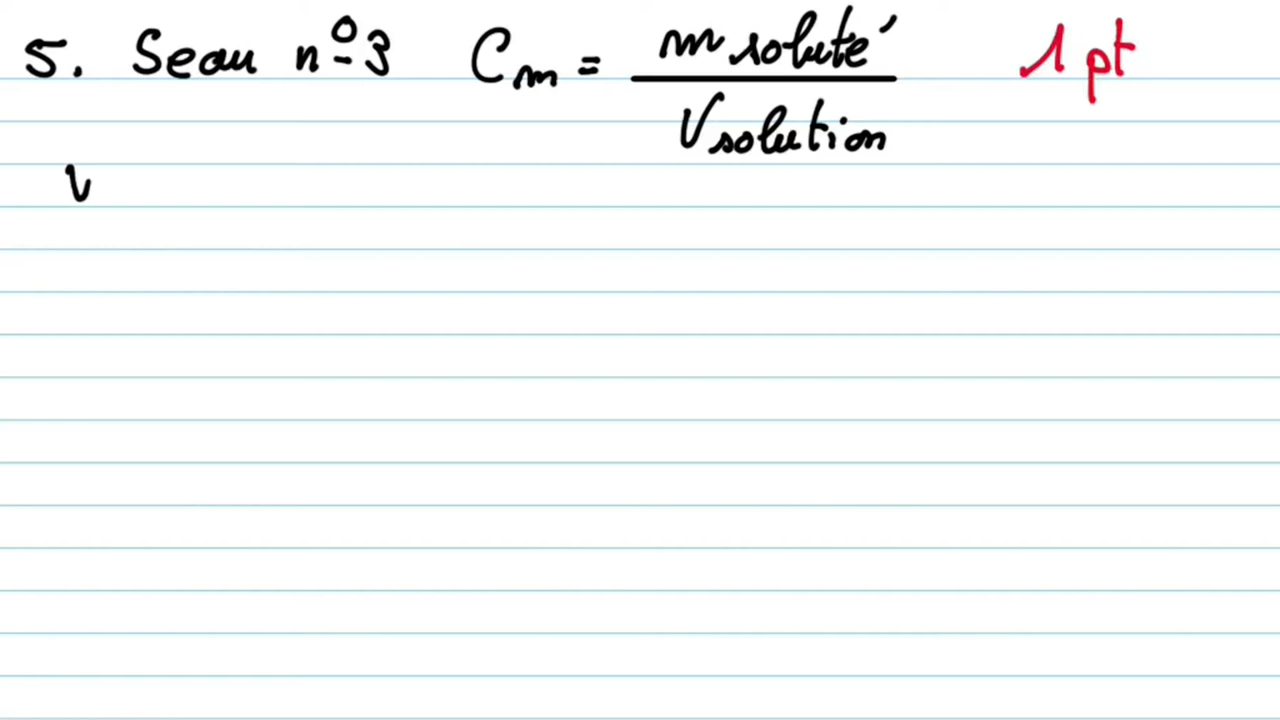 5. Seau n° 3 Cm = m soluté / Vsolution 1 pt
V